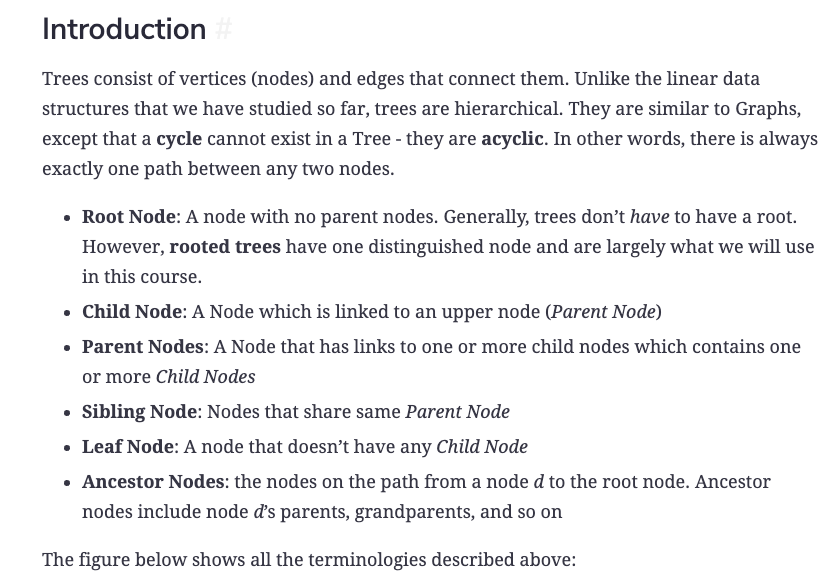 Introduction #
Trees consist of vertices (nodes) and edges that connect them. Unlike the linear data
structures that we have studied so far, trees are hierarchical. They are similar to Graphs,
except that a cycle cannot exist in a Tree - they are acyclic. In other words, there is always
exactly one path between any two nodes.
• Root Node: A node with no parent nodes. Generally, trees don’t have to have a root.
However, rooted trees have one distinguished node and are largely what we will use
in this course.
• Child Node: A Node which is linked to an upper node (Parent Node)
• Parent Nodes: A Node that has links to one or more child nodes which contains one
or more Child Nodes
• Sibling Node: Nodes that share same Parent Node
• Leaf Node: A node that doesn’t have any Child Node
• Ancestor Nodes: the nodes on the path from a node d to the root node. Ancestor
nodes include node d’s parents, grandparents, and so on
The figure below shows all the terminologies described above: